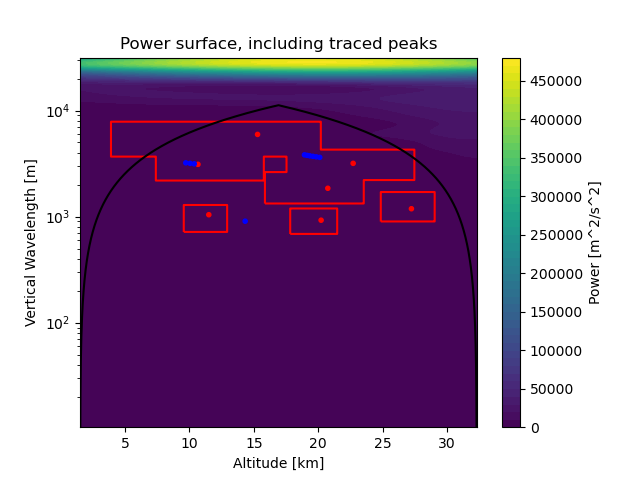 Power surface, including traced peaks
Vertical Wavelength [m]
10^4
10^3
10^2
5 10 15 20 25 30
Altitude [km]
450000
400000
350000
300000
250000
200000
150000
100000
50000
0
Power [m^2/s^2]